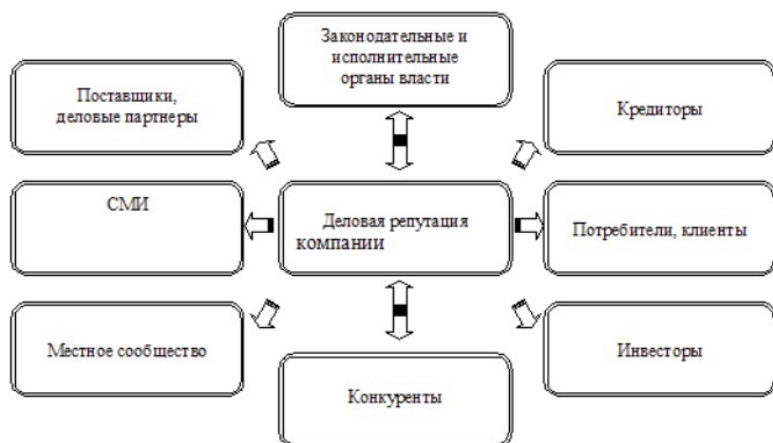 Законодательные и
исполнительные
органы власти
Поставщики,
деловые партнеры
Кредиторы
СМИ
Деловая репутация
компании
Потребители, клиенты
Местное сообщество
Конкуренты
Инвесторы